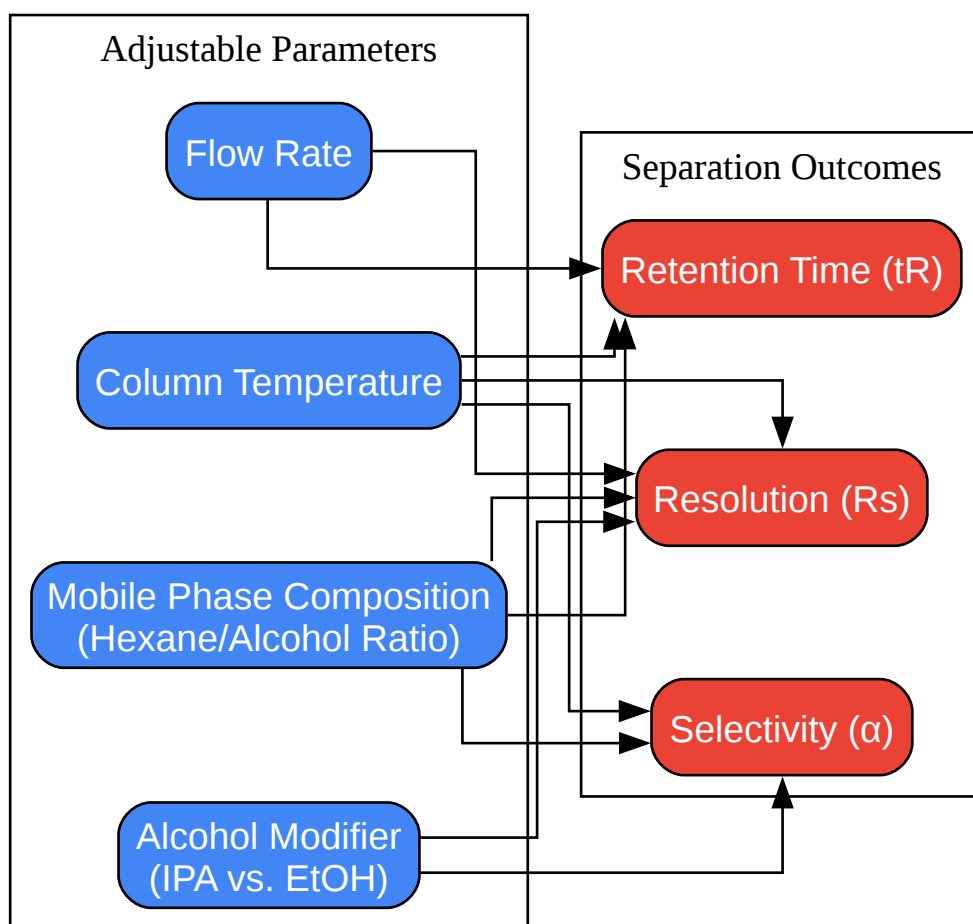 Adjustable Parameters
Flow Rate
Column Temperature
Mobile Phase Composition
(Hexane/Alcohol Ratio)
Alcohol Modifier
(IPA vs. EtOH)
Separation Outcomes
Retention Time (tR)
Resolution (Rs)
Selectivity (α)